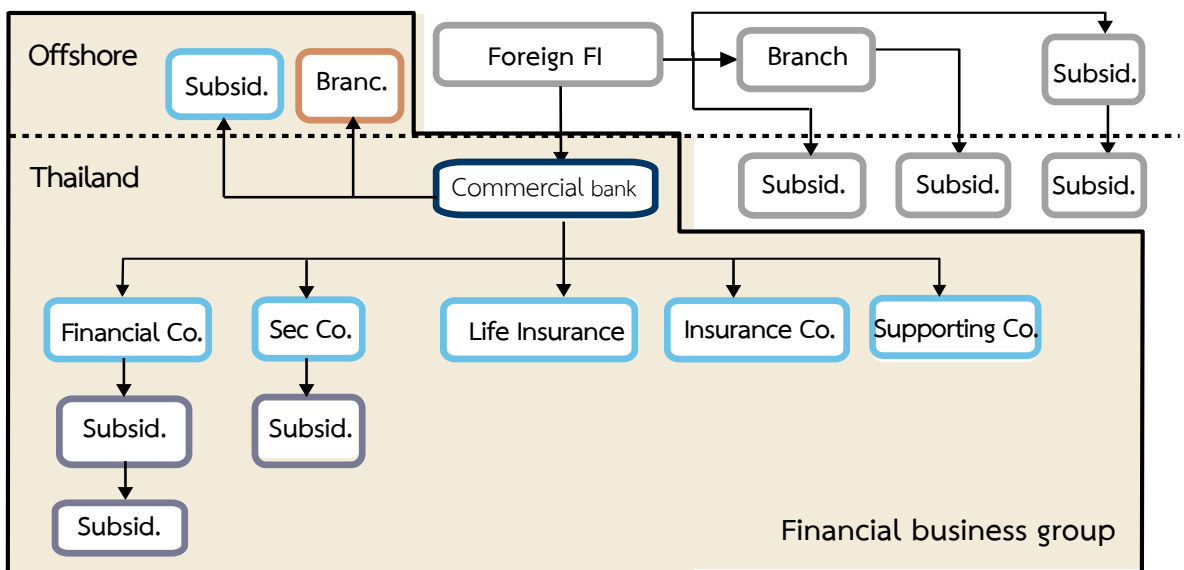 Offshore
Subsid.
Branc.
Foreign FI
Branch
Subsid.
Thailand
Commercial bank
Subsid.
Subsid.
Subsid.
Financial Co.
Sec Co.
Life Insurance
Insurance Co.
Supporting Co.
Subsid.
Subsid.
Subsid.
Financial business group